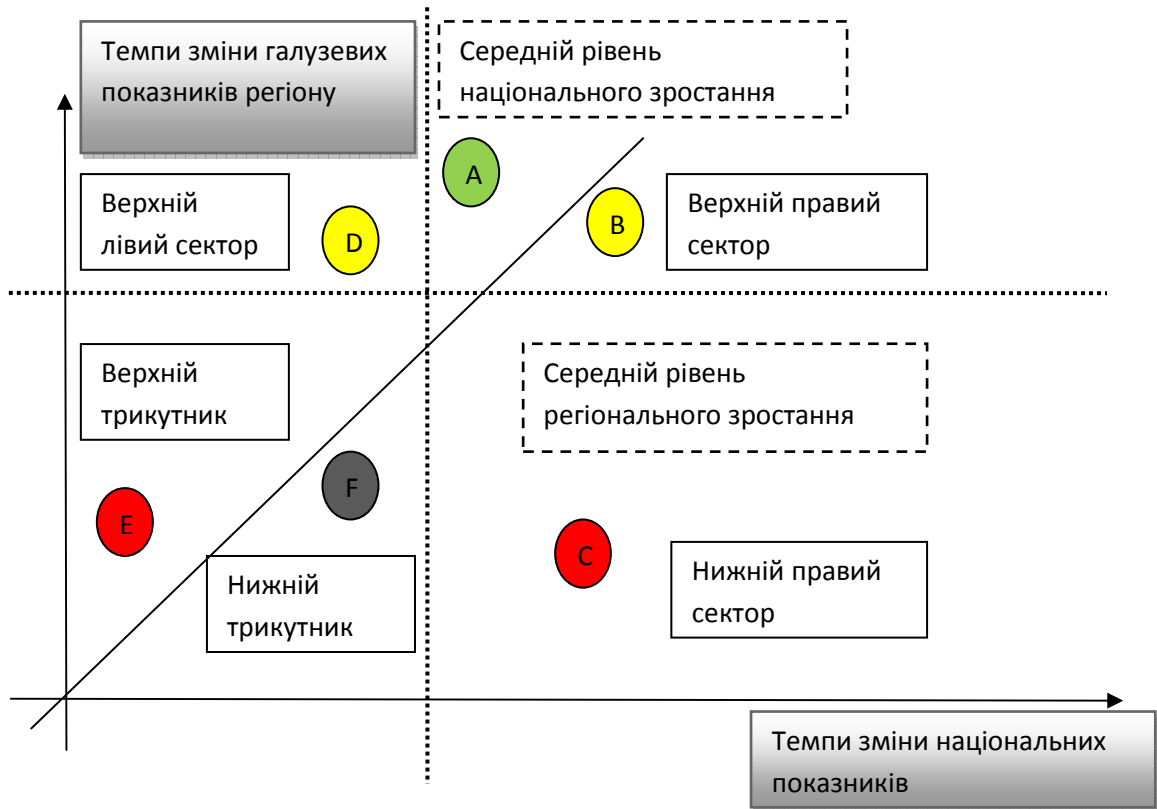 Темпи зміни галузевих
показників регіону
Середній рівень
національного зростання
A
Верхній
лівий сектор
D
B
Верхній правий
сектор
Верхній
трикутник
Середній рівень
регіонального зростання
F
E
C
Нижній
трикутник
Нижній правий
сектор
Темпи зміни національних
показників